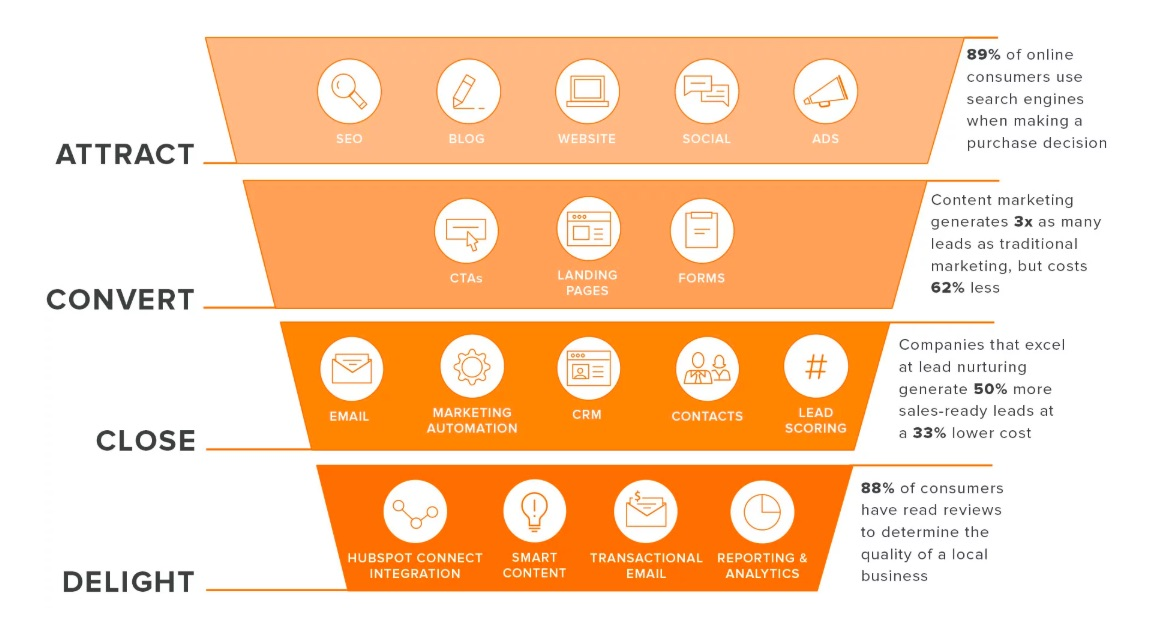 ATTRACT
SEO
BLOG
WEBSITE
SOCIAL
ADS
89% of online
consumers use
search engines
when making a
purchase decision
CONVERT
CTAs
LANDING
PAGES
FORMS
Content marketing
generates 3x as many
leads as traditional
marketing, but costs
62% less
CLOSE
EMAIL
MARKETING
AUTOMATION
CRM
CONTACTS
#
LEAD
SCORING
Companies that excel
at lead nurturing
generate 50% more
sales-ready leads at
a 33% lower cost
DELIGHT
HUBSPOT CONNECT
INTEGRATION
SMART
CONTENT
$
TRANSACTIONAL
EMAIL
REPORTING &
ANALYTICS
88% of consumers
have read reviews
to determine the
quality of a local
business